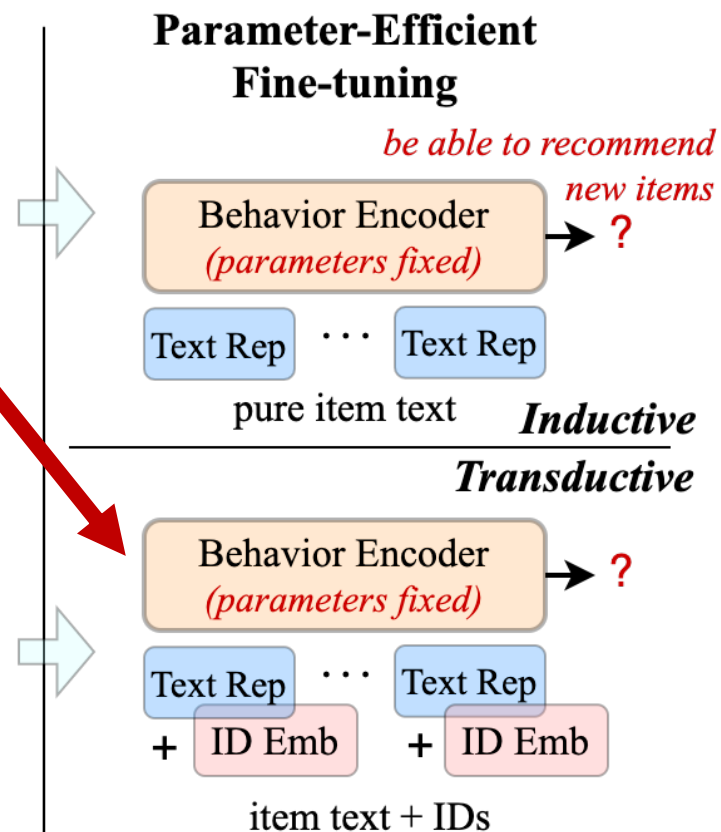 Parameter-Efficient
Fine-tuning
be able to recommend
new items
Behavior Encoder
(parameters fixed)
?
Text Rep ... Text Rep
pure item text
Inductive
Transductive
Behavior Encoder
(parameters fixed)
?
Text Rep ... Text Rep
+ ID Emb + ID Emb
item text + IDs